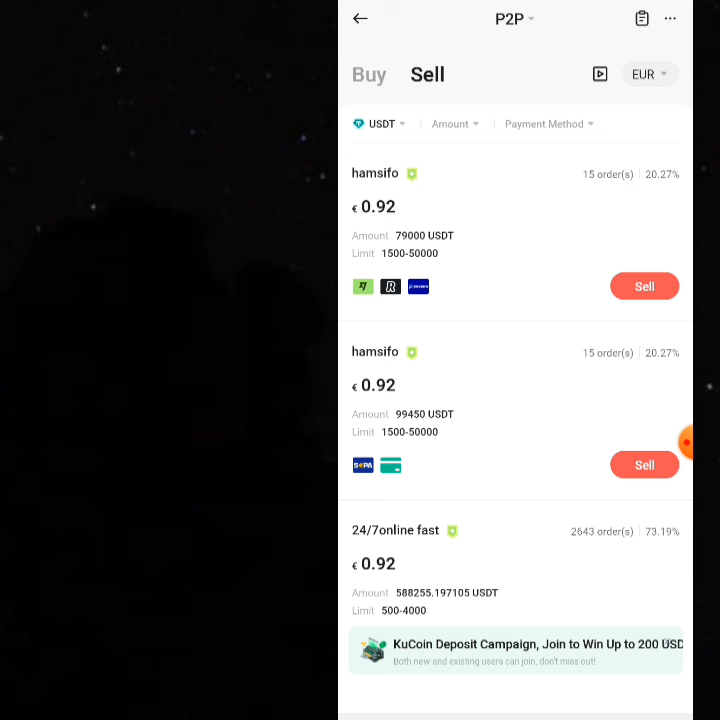 P2P
Buy Sell EUR
USDT Amount Payment Method
hamsifo 15 order(s) 20.27%
€ 0.92
Amount 79000 USDT
Limit 1500-50000
Sell
hamsifo 15 order(s) 20.27%
€ 0.92
Amount 99450 USDT
Limit 1500-50000
SEPA Sell
24/7online fast 2643 order(s) 73.19%
€ 0.92
Amount 588255.197105 USDT
Limit 500-4000
KuCoin Deposit Campaign, Join to Win Up to 200 USD
Both new and existing users can join, don't miss out!